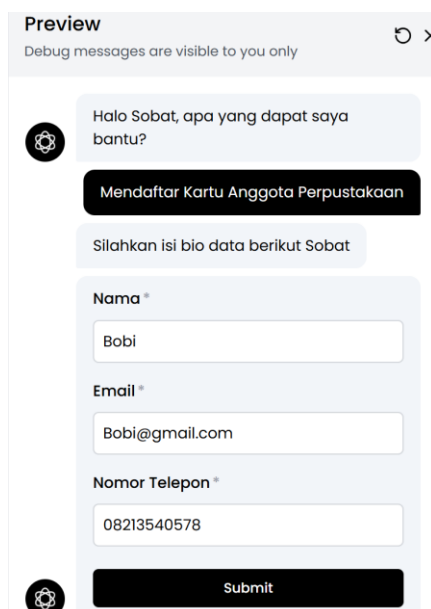 Preview
Debug messages are visible to you only
Halo Sobat, apa yang dapat saya
bantu?
Mendaftar Kartu Anggota Perpustakaan
Silahkan isi bio data berikut Sobat
Nama *
Bobi
Email *
Bobi@gmail.com
Nomor Telepon *
08213540578
Submit